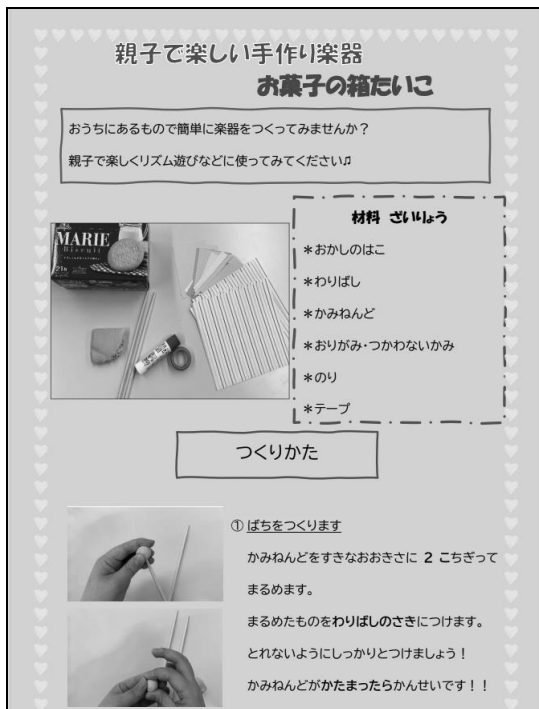 親子で楽しい手作り楽器
お菓子の箱たいこ
おうちにあるもので簡単に楽器をつくってみませんか？
親子で楽しくリズム遊びなどに使ってみてください♫
MARIE
Biscuit
材料 ざいりょう
＊おかしのはこ
＊わりばし
＊かみねんど
＊おりがみ・つかわないかみ
＊のり
＊テープ
つくりかた
① ばちをつくります
かみねんどをすきなおおきさに 2 こちぎって
まるめます。
まるめたものをわりばしのさきにつけます。
とれないようにしっかりとつけましょう！
かみねんどがかたまったらかんせいです！！